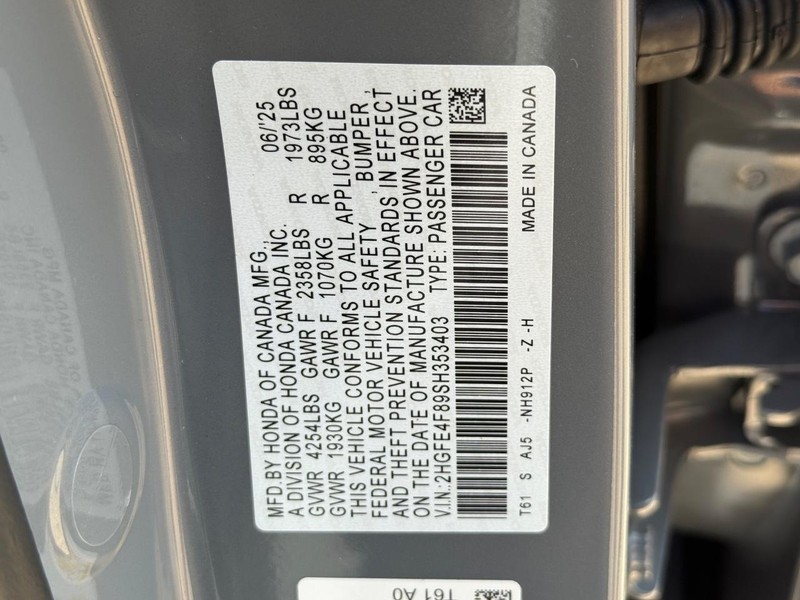 MFD.BY HONDA OF CANADA MFG., 06/'25
A DIVISION OF HONDA CANADA INC.
GVWR 4254LBS GAWR F 2358LBS R 1973LBS
GVWR 1930KG GAWR F 1070KG R 895KG
THIS VEHICLE CONFORMS TO ALL APPLICABLE
FEDERAL MOTOR VEHICLE SAFETY , BUMPER ,
AND THEFT PREVENTION STANDARDS IN EFFECT
ON THE DATE OF MANUFACTURE SHOWN ABOVE.
V.I.N:2HGFE4F89SH353403 TYPE: PASSENGER CAR
T61 S AJ5 -NH912P -Z -H MADE IN CANADA
T61 A0